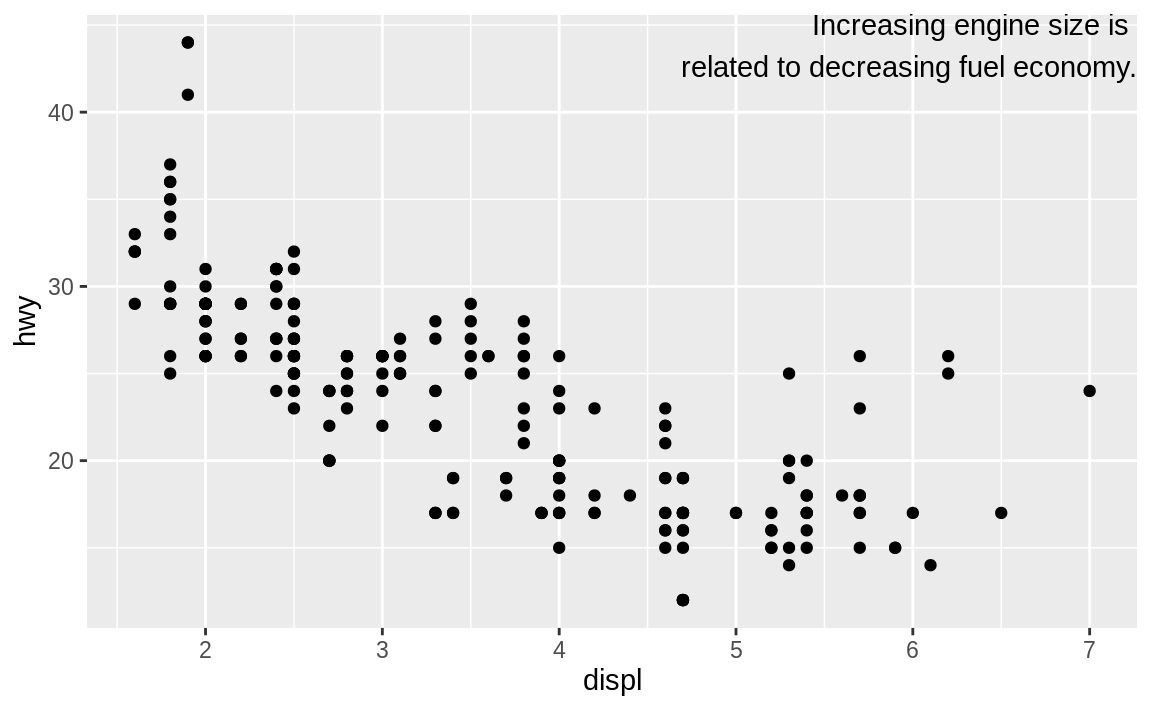 Increasing engine size is
related to decreasing fuel economy.
40
30
20
hwy
2 3 4 5 6 7
displ